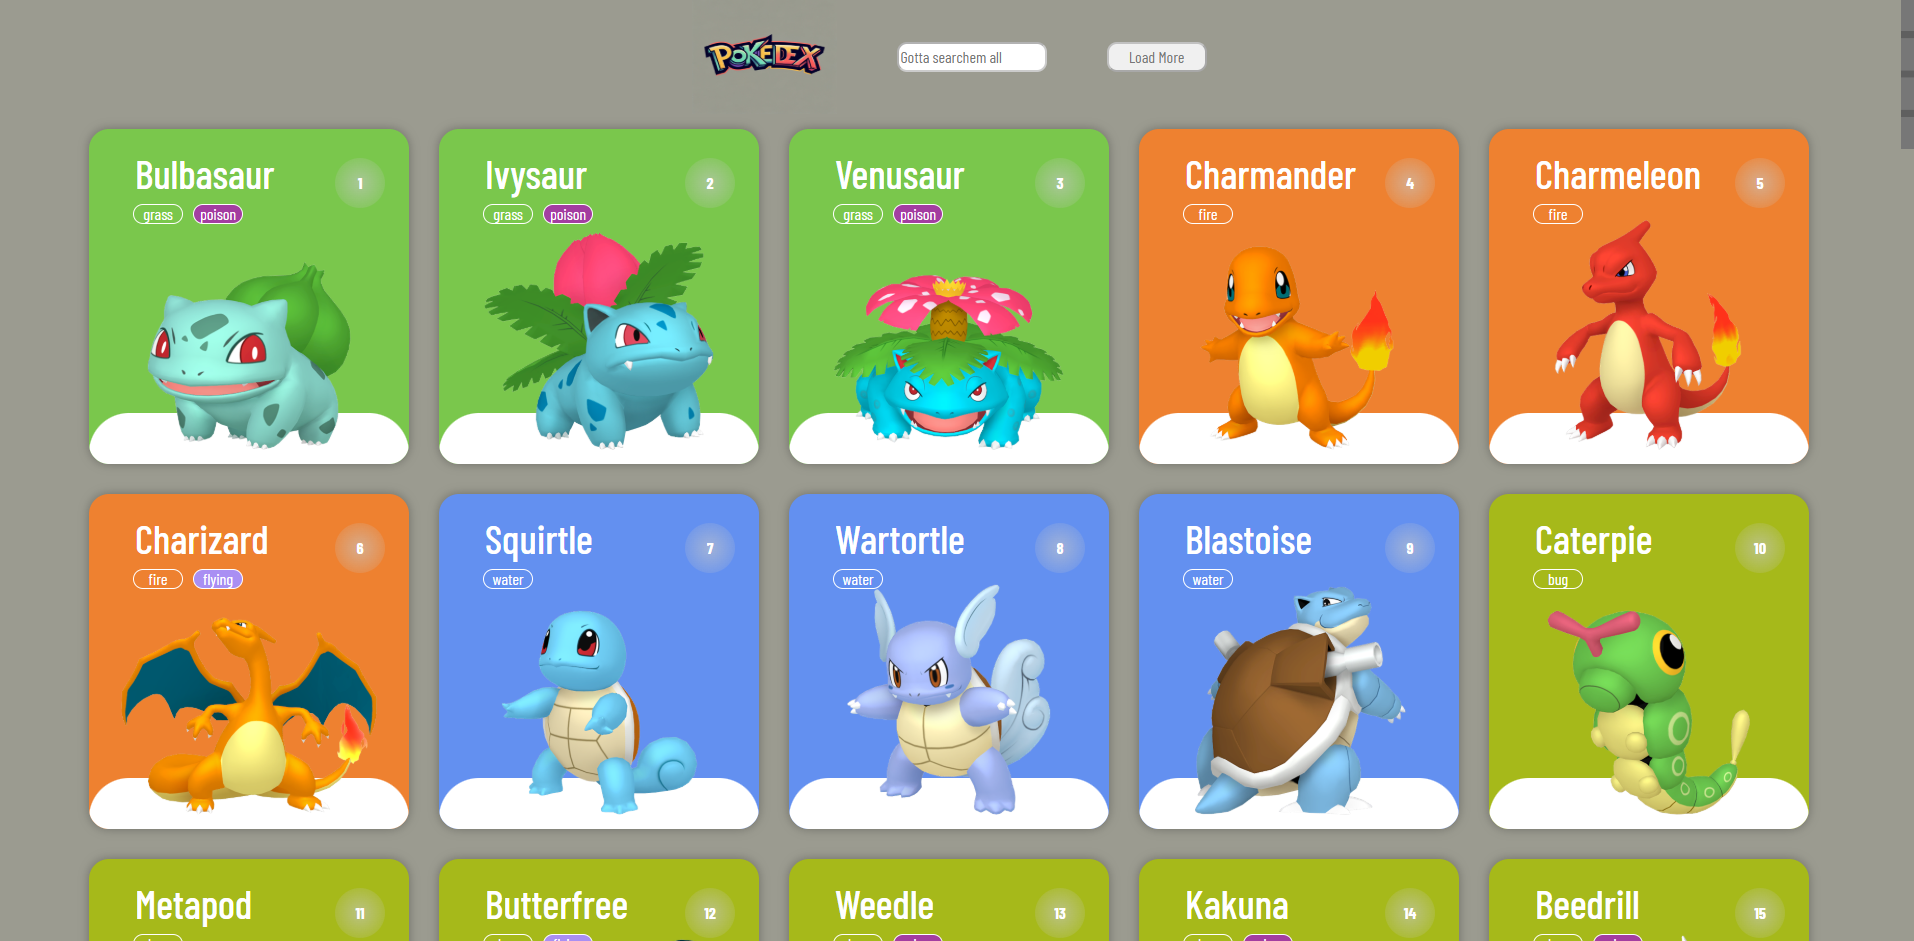 POKEDEX
Gotta searchem all
Load More
Bulbasaur
1
grass poison
Ivysaur
2
grass poison
Venusaur
3
grass poison
Charmander
4
fire
Charmeleon
5
fire
Charizard
6
fire flying
Squirtle
7
water
Wartortle
8
water
Blastoise
9
water
Caterpie
10
bug
Metapod
11
Butterfree
12
Weedle
13
Kakuna
14
Beedrill
15